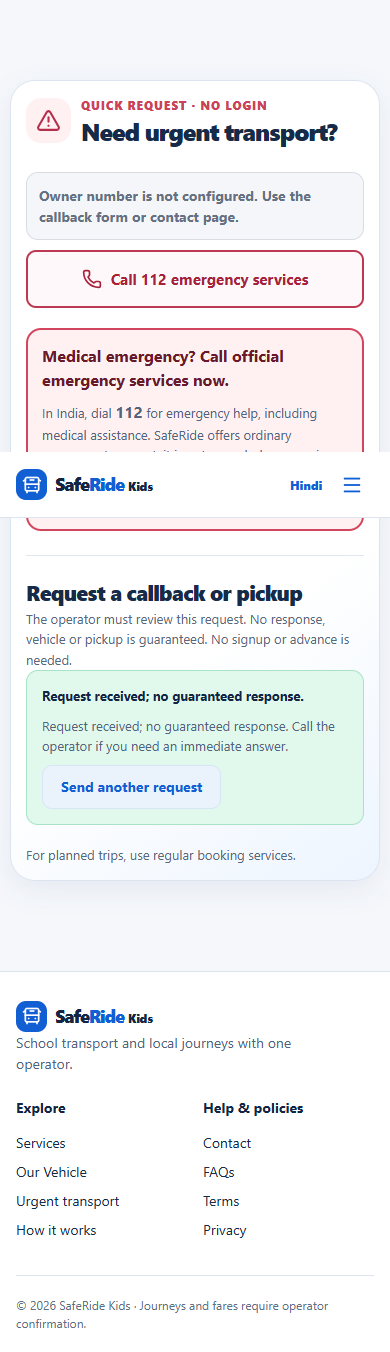 QUICK REQUEST · NO LOGIN
Need urgent transport?
Owner number is not configured. Use the
callback form or contact page.
Call 112 emergency services
Medical emergency? Call official
emergency services now.
In India, dial 112 for emergency help, including
medical assistance. SafeRide offers ordinary
SafeRide Kids
Hindi
Request a callback or pickup
The operator must review this request. No response,
vehicle or pickup is guaranteed. No signup or advance is
needed.
Request received; no guaranteed response.
Request received; no guaranteed response. Call the
operator if you need an immediate answer.
Send another request
For planned trips, use regular booking services.
SafeRide Kids
School transport and local journeys with one
operator.
Explore
Services
Our Vehicle
Urgent transport
How it works
Help & policies
Contact
FAQs
Terms
Privacy
© 2026 SafeRide Kids · Journeys and fares require operator
confirmation.